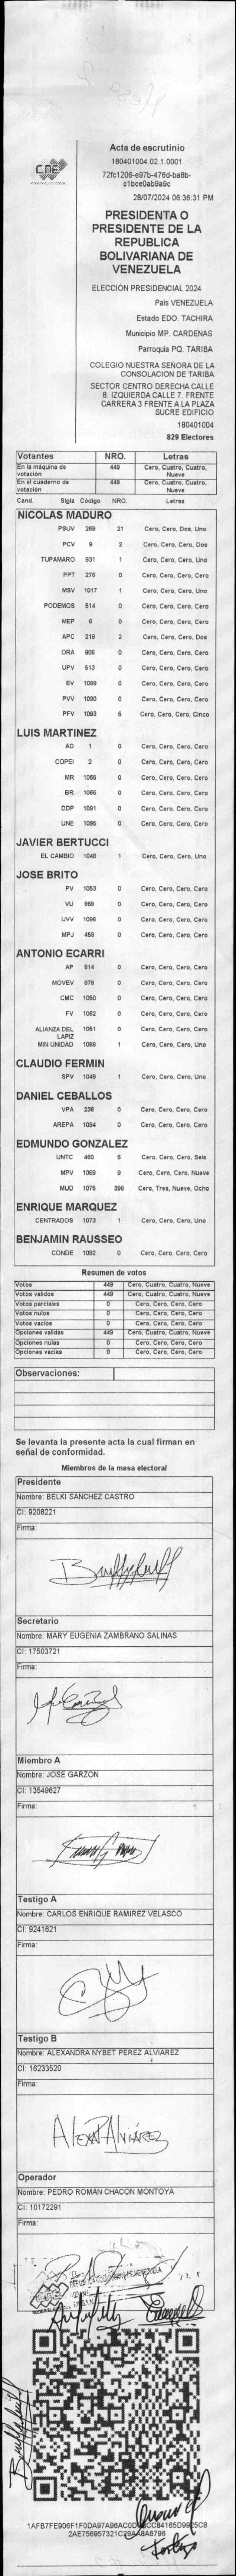 CNE
Acta de escrutinio
180401004.02.1.0001
72fc1206-e97b-476d-ba8b-
c1bce0ab9a9c
28/07/2024 06:36:31 PM
PRESIDENTA O
PRESIDENTE DE LA
REPUBLICA
BOLIVARIANA DE
VENEZUELA
ELECCIÓN PRESIDENCIAL 2024
Pais VENEZUELA
Estado EDO. TACHIRA
Municipio MP. CARDENAS
Parroquia PQ. TARIBA
COLEGIO NUESTRA SEÑORA DE LA
CONSOLACION DE TARIBA
SECTOR CENTRO DERECHA CALLE
8. IZQUIERDA CALLE 7. FRENTE
CARRERA 3 FRENTE A LA PLAZA
SUCRE EDIFICIO
180401004
829 Electores
Votantes NRO. Letras
En la máquina de votación 449 Cero, Cuatro, Cuatro, Nueve
En el cuaderno de votación 449 Cero, Cuatro, Cuatro, Nueve
Cand. Sigla Código NRO. Letras
NICOLAS MADURO
PSUV 269 21 Cero, Cero, Dos, Uno
PCV 9 2 Cero, Cero, Cero, Dos
TUPAMARO 931 1 Cero, Cero, Cero, Uno
PPT 276 0 Cero, Cero, Cero, Cero
MSV 1017 1 Cero, Cero, Cero, Uno
PODEMOS 514 0 Cero, Cero, Cero, Cero
MEP 6 0 Cero, Cero, Cero, Cero
APC 219 2 Cero, Cero, Cero, Dos
ORA 906 0 Cero, Cero, Cero, Cero
UPV 513 0 Cero, Cero, Cero, Cero
EV 1089 0 Cero, Cero, Cero, Cero
PVV 1090 0 Cero, Cero, Cero, Cero
PFV 1093 5 Cero, Cero, Cero, Cinco
LUIS MARTINEZ
AD 1 0 Cero, Cero, Cero, Cero
COPEI 2 0 Cero, Cero, Cero, Cero
MR 1065 0 Cero, Cero, Cero, Cero
BR 1066 0 Cero, Cero, Cero, Cero
DDP 1091 0 Cero, Cero, Cero, Cero
UNE 1095 0 Cero, Cero, Cero, Cero
JAVIER BERTUCCI
EL CAMBIO 1048 1 Cero, Cero, Cero, Uno
JOSE BRITO
PV 1053 0 Cero, Cero, Cero, Cero
VU 868 0 Cero, Cero, Cero, Cero
UVV 1096 0 Cero, Cero, Cero, Cero
MPJ 458 0 Cero, Cero, Cero, Cero
ANTONIO ECARRI
AP 814 0 Cero, Cero, Cero, Cero
MOVEV 878 0 Cero, Cero, Cero, Cero
CMC 1050 0 Cero, Cero, Cero, Cero
FV 1062 0 Cero, Cero, Cero, Cero
ALIANZA DEL LAPIZ 1051 0 Cero, Cero, Cero, Cero
MIN UNIDAD 1068 1 Cero, Cero, Cero, Uno
CLAUDIO FERMIN
SPV 1049 1 Cero, Cero, Cero, Uno
DANIEL CEBALLOS
VPA 236 0 Cero, Cero, Cero, Cero
AREPA 1084 0 Cero, Cero, Cero, Cero
EDMUNDO GONZALEZ
UNTC 460 6 Cero, Cero, Cero, Seis
MPV 1069 9 Cero, Cero, Cero, Nueve
MUD 1075 398 Cero, Tres, Nueve, Ocho
ENRIQUE MARQUEZ
CENTRADOS 1073 1 Cero, Cero, Cero, Uno
BENJAMIN RAUSSEO
CONDE 1092 0 Cero, Cero, Cero, Cero
Resumen de votos
Votos 449 Cero, Cuatro, Cuatro, Nueve
Votos validos 449 Cero, Cuatro, Cuatro, Nueve
Votos parciales 0 Cero, Cero, Cero, Cero
Votos nulos 0 Cero, Cero, Cero, Cero
Votos vacios 0 Cero, Cero, Cero, Cero
Opciones validas 449 Cero, Cuatro, Cuatro, Nueve
Opciones nulas 0 Cero, Cero, Cero, Cero
Opciones vacias 0 Cero, Cero, Cero, Cero
Observaciones:
Se levanta la presente acta la cual firman en
señal de conformidad.
Miembros de la mesa electoral
Presidente
Nombre: BELKI SANCHEZ CASTRO
CI: 9208221
Firma:
Secretario
Nombre: MARY EUGENIA ZAMBRANO SALINAS
CI: 17503721
Firma:
Miembro A
Nombre: JOSE GARZON
CI: 13549627
Firma:
Testigo A
Nombre: CARLOS ENRIQUE RAMIREZ VELASCO
CI: 9241621
Firma:
Testigo B
Nombre: ALEXANDRA NYBET PEREZ ALVIAREZ
CI: 16233520
Firma:
Operador
Nombre: PEDRO ROMAN CHACON MONTOYA
CI: 10172291
Firma: